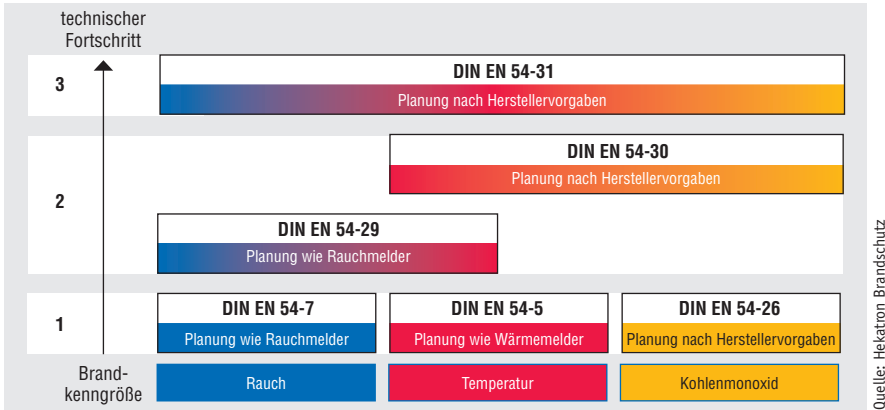 technischer
Fortschritt
3
DIN EN 54-31
Planung nach Herstellervorgaben
2
DIN EN 54-30
Planung nach Herstellervorgaben
DIN EN 54-29
Planung wie Rauchmelder
1
DIN EN 54-7
Planung wie Rauchmelder
DIN EN 54-5
Planung wie Wärmemelder
DIN EN 54-26
Planung nach Herstellervorgaben
Brand-
kenngröße
Rauch
Temperatur
Kohlenmonoxid
Quelle: Hekatron Brandschutz